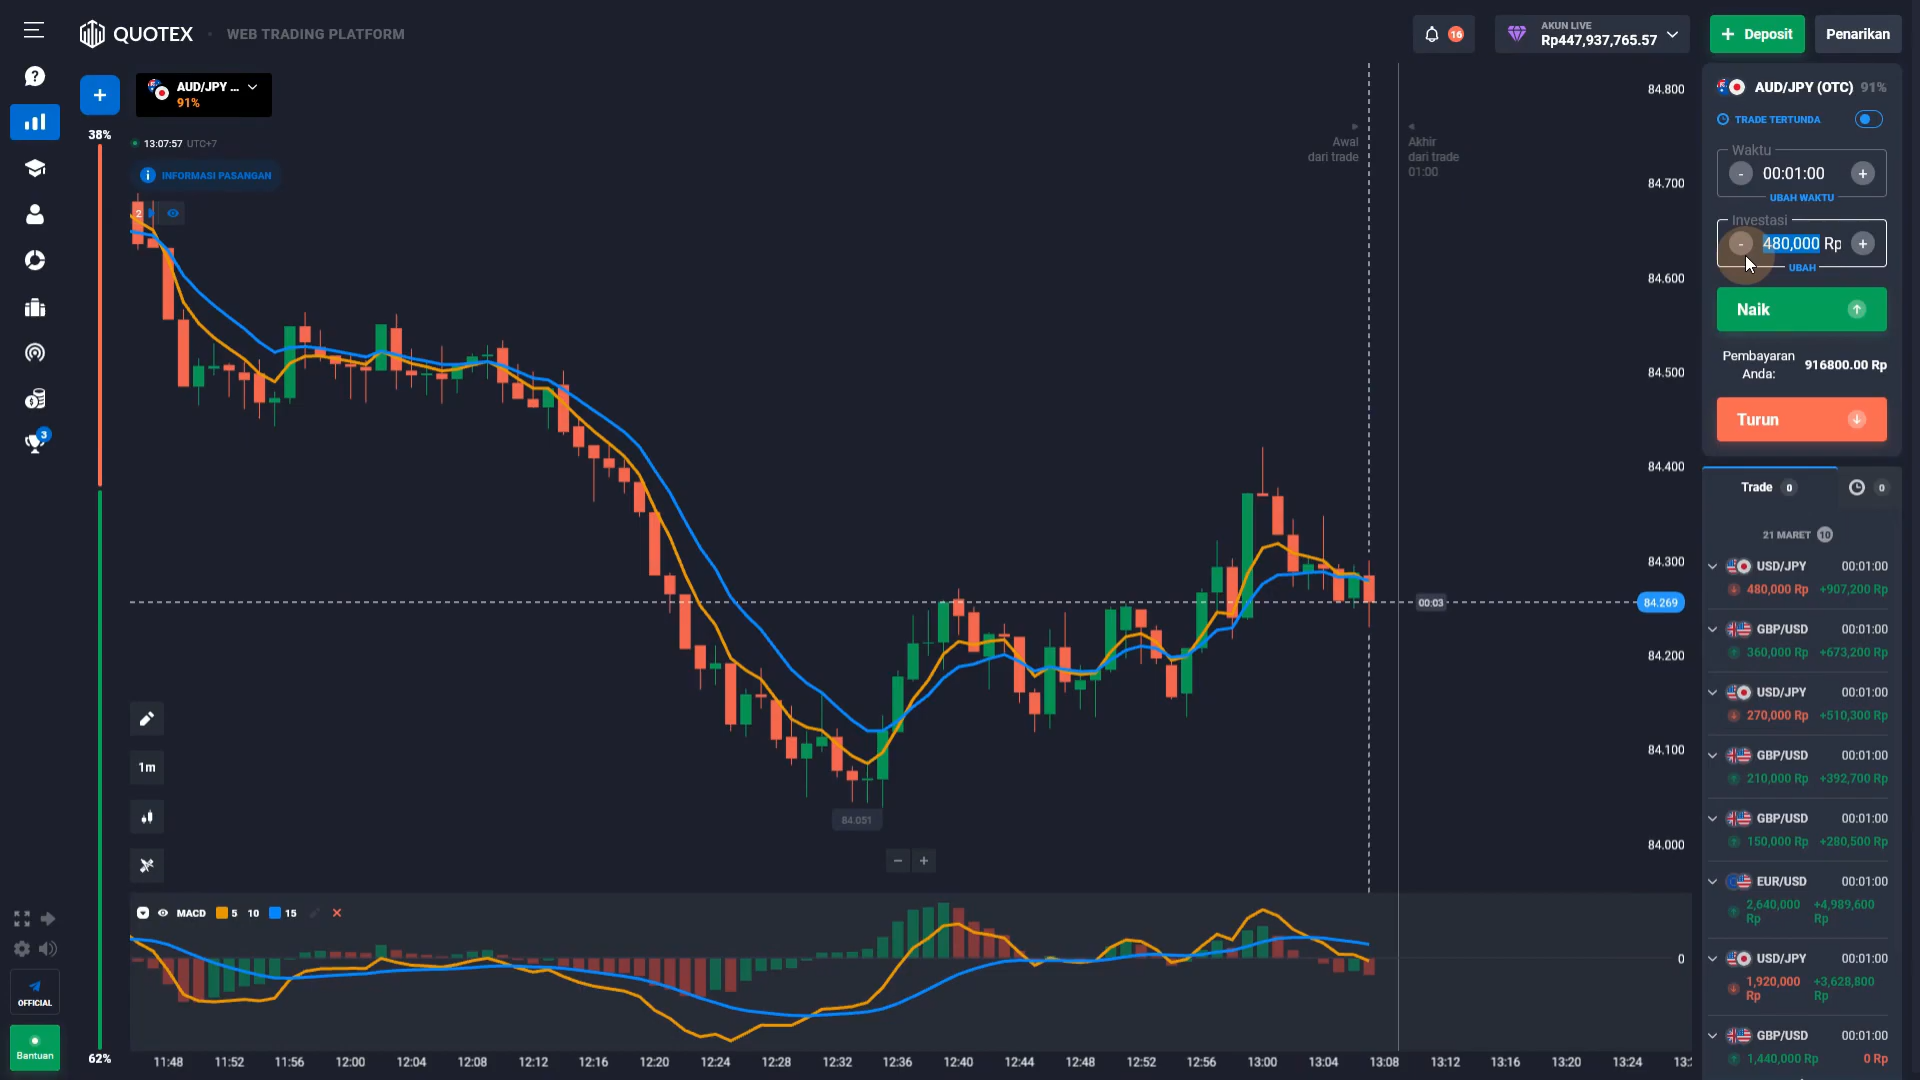 QUOTEX
WEB TRADING PLATFORM
16
AKUN LIVE
Rp447,937,765.57
+ Deposit
Penarikan
+
AUD/JPY ...
91%
38%
13:07:57 UTC+7
INFORMASI PASANGAN
2
Awal
dari trade
Akhir
dari trade
01:00
84.800
84.700
84.600
84.500
84.400
84.300
84.269
84.200
84.100
84.000
00:03
84.051
AUD/JPY (OTC) 91%
TRADE TERTUNDA
Waktu
- 00:01:00 +
UBAH WAKTU
Investasi
- 480,000 Rp +
UBAH
Naik
Pembayaran
Anda:
916800.00 Rp
Turun
Trade 0
0
21 MARET 10
USD/JPY 00:01:00
480,000 Rp +907,200 Rp
GBP/USD 00:01:00
360,000 Rp +673,200 Rp
USD/JPY 00:01:00
270,000 Rp +510,300 Rp
GBP/USD 00:01:00
210,000 Rp +392,700 Rp
GBP/USD 00:01:00
150,000 Rp +280,500 Rp
EUR/USD 00:01:00
2,640,000 +4,989,600
Rp Rp
USD/JPY 00:01:00
1,920,000 +3,628,800
Rp Rp
GBP/USD 00:01:00
1,440,000 Rp 0 Rp
3
1m
− +
MACD 5 10 15
0
OFFICIAL
Bantuan
62%
11:48 11:52 11:56 12:00 12:04 12:08 12:12 12:16 12:20 12:24 12:28 12:32 12:36 12:40 12:44 12:48 12:52 12:56 13:00 13:04 13:08 13:12 13:16 13:20 13:24